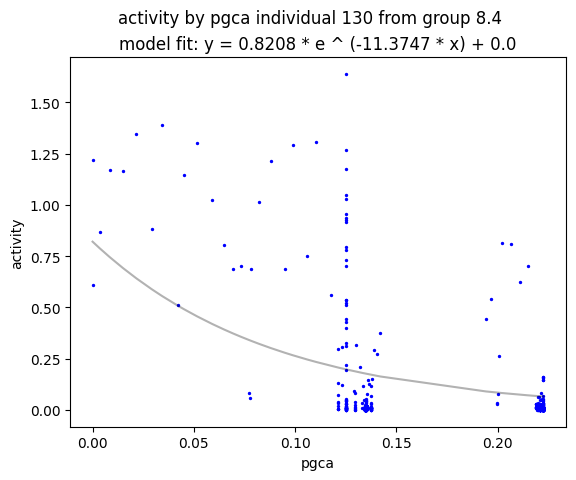 activity by pgca individual 130 from group 8.4
model fit: y = 0.8208 * e ^ (-11.3747 * x) + 0.0
1.50
1.25
1.00
0.75
0.50
0.25
0.00
activity
0.00 0.05 0.10 0.15 0.20
pgca